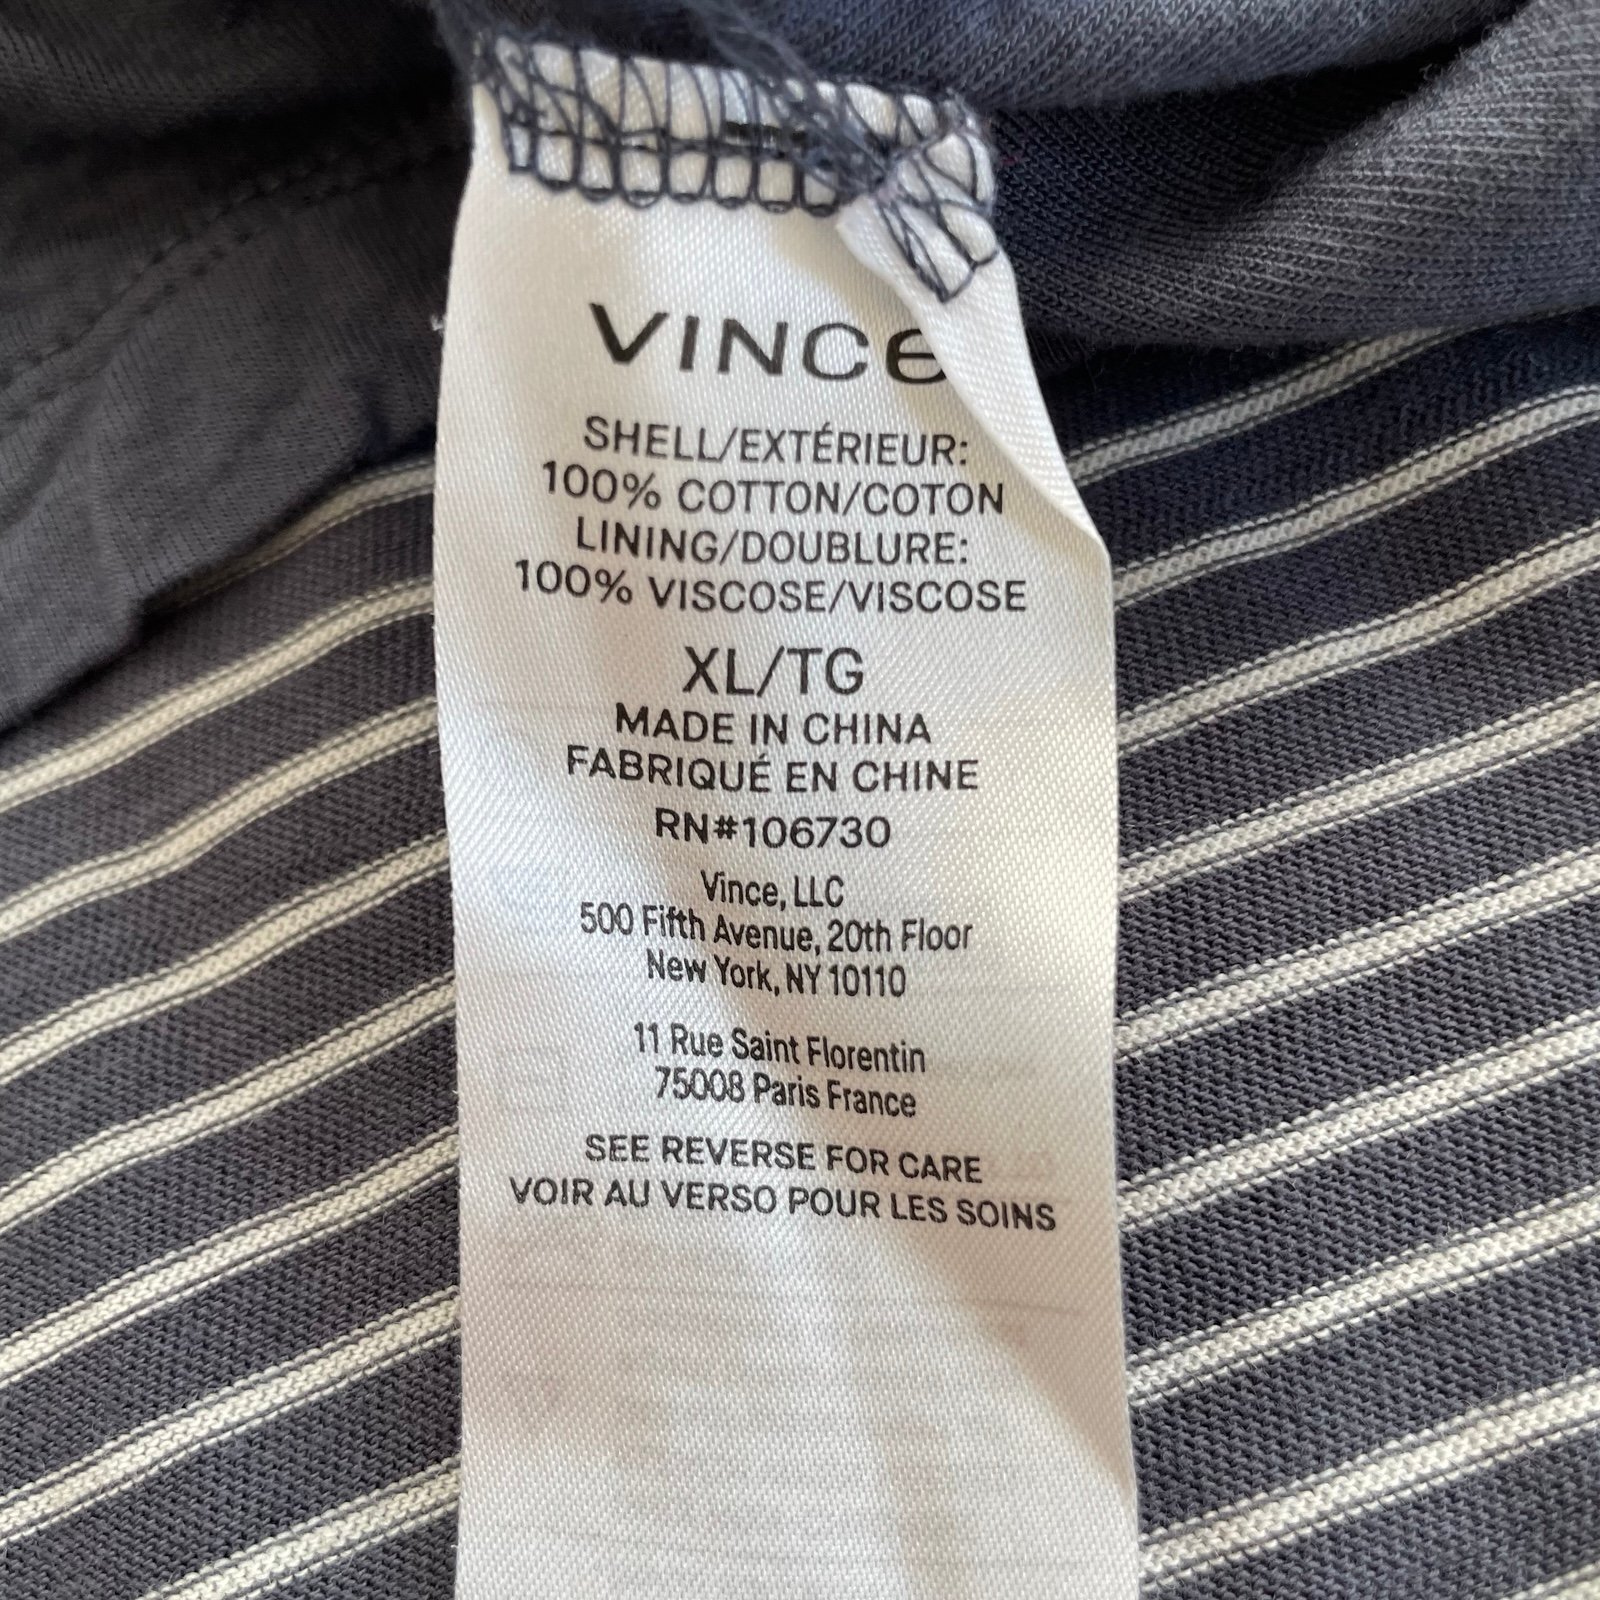 VINCE
SHELL/EXTÉRIEUR:
100% COTTON/COTON
LINING/DOUBLURE:
100% VISCOSE/VISCOSE
XL/TG
MADE IN CHINA
FABRIQUÉ EN CHINE
RN#106730
Vince, LLC
500 Fifth Avenue, 20th Floor
New York, NY 10110
11 Rue Saint Florentin
75008 Paris France
SEE REVERSE FOR CARE
VOIR AU VERSO POUR LES SOINS